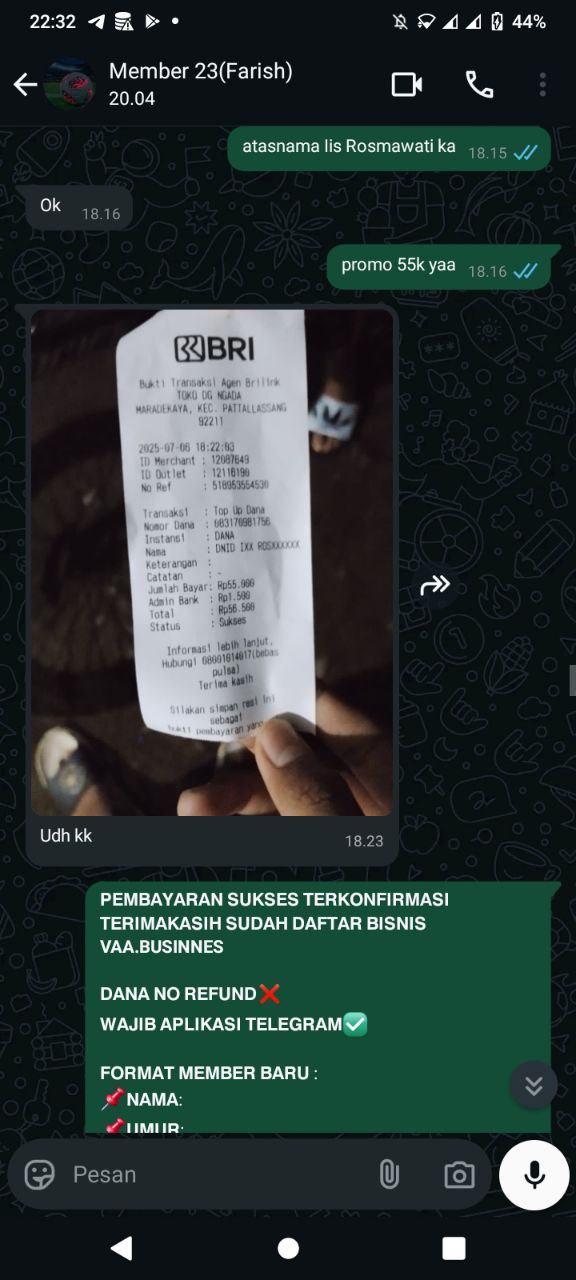 22:32
44%
Member 23(Farish)
20.04
atasnama Iis Rosmawati ka 18.15
Ok 18.16
promo 55k yaa 18.16
BRI
Bukti Transaksi Agen Brilink
TOKO DG NGADA
MARADEKAYA, KEC. PATTALLASSANG
92211
2025-07-06 18:22:03
ID Merchant : 12087649
ID Outlet : 12116190
No Ref : 518953554530
Transaksi : Top Up Dana
Nomor Dana : 083170981756
Instansi : DANA
Nama : DNID IXX ROSXXXXXX
Keterangan :
Catatan : -
Jumlah Bayar: Rp55.000
Admin Bank : Rp1.500
Total : Rp56.500
Status : Sukses
Informasi lebih lanjut,
Hubungi 08001014017(bebas
pulsa)
Terima kasih
Silakan simpan resi ini
sebagai
bukti pembayaran yang
Udh kk 18.23
PEMBAYARAN SUKSES TERKONFIRMASI
TERIMAKASIH SUDAH DAFTAR BISNIS
VAA.BUSINNES
DANA NO REFUND❌
WAJIB APLIKASI TELEGRAM✅
FORMAT MEMBER BARU :
📌NAMA:
📌UMUR:
Pesan